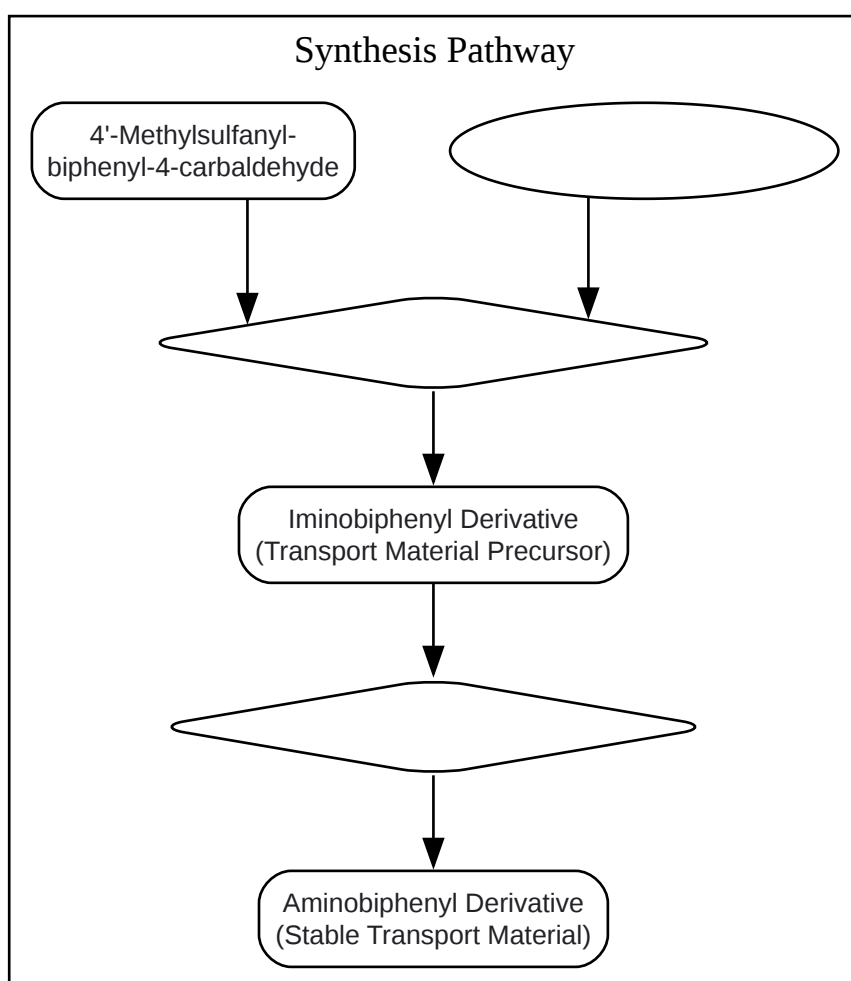 Synthesis Pathway
4'-Methylsulfanyl-
biphenyl-4-carbaldehyde
Iminobiphenyl Derivative
(Transport Material Precursor)
Aminobiphenyl Derivative
(Stable Transport Material)